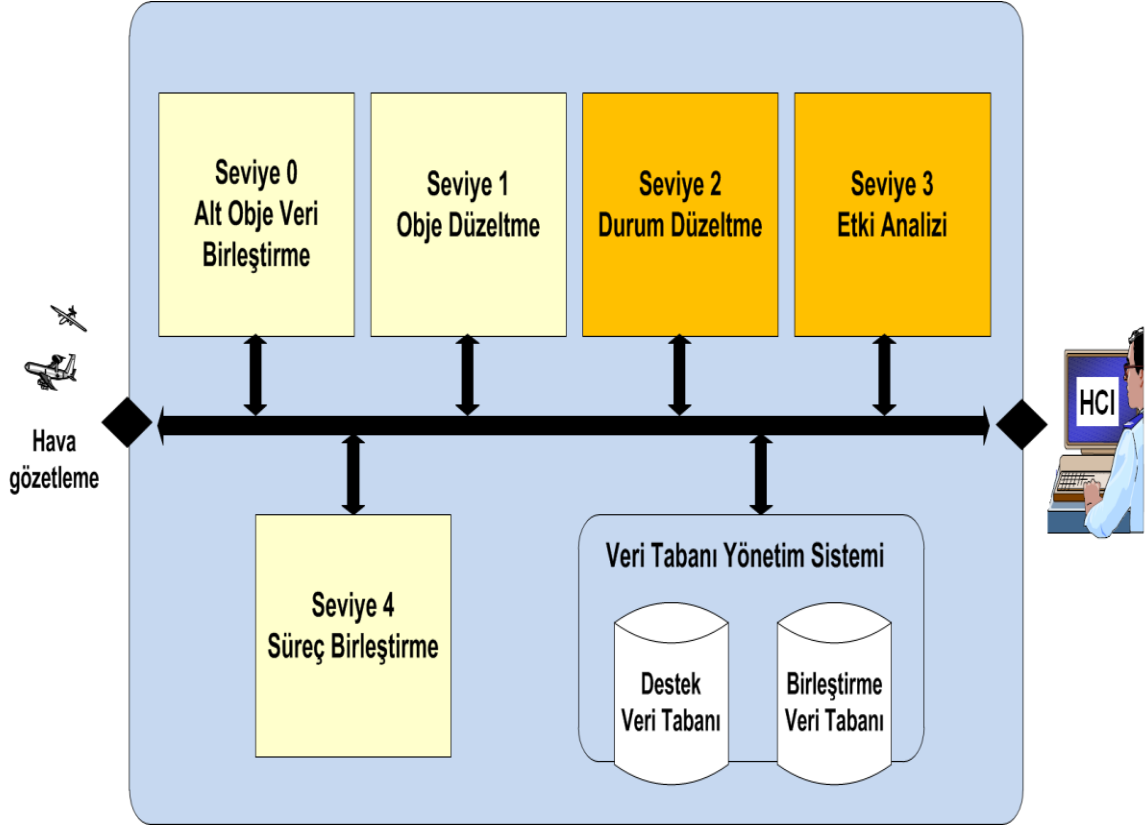 Seviye 0
Alt Obje Veri
Birleştirme
Seviye 1
Obje Düzeltme
Seviye 2
Durum Düzeltme
Seviye 3
Etki Analizi
Hava
gözetleme
HCI
Seviye 4
Süreç Birleştirme
Veri Tabanı Yönetim Sistemi
Destek
Veri Tabanı
Birleştirme
Veri Tabanı